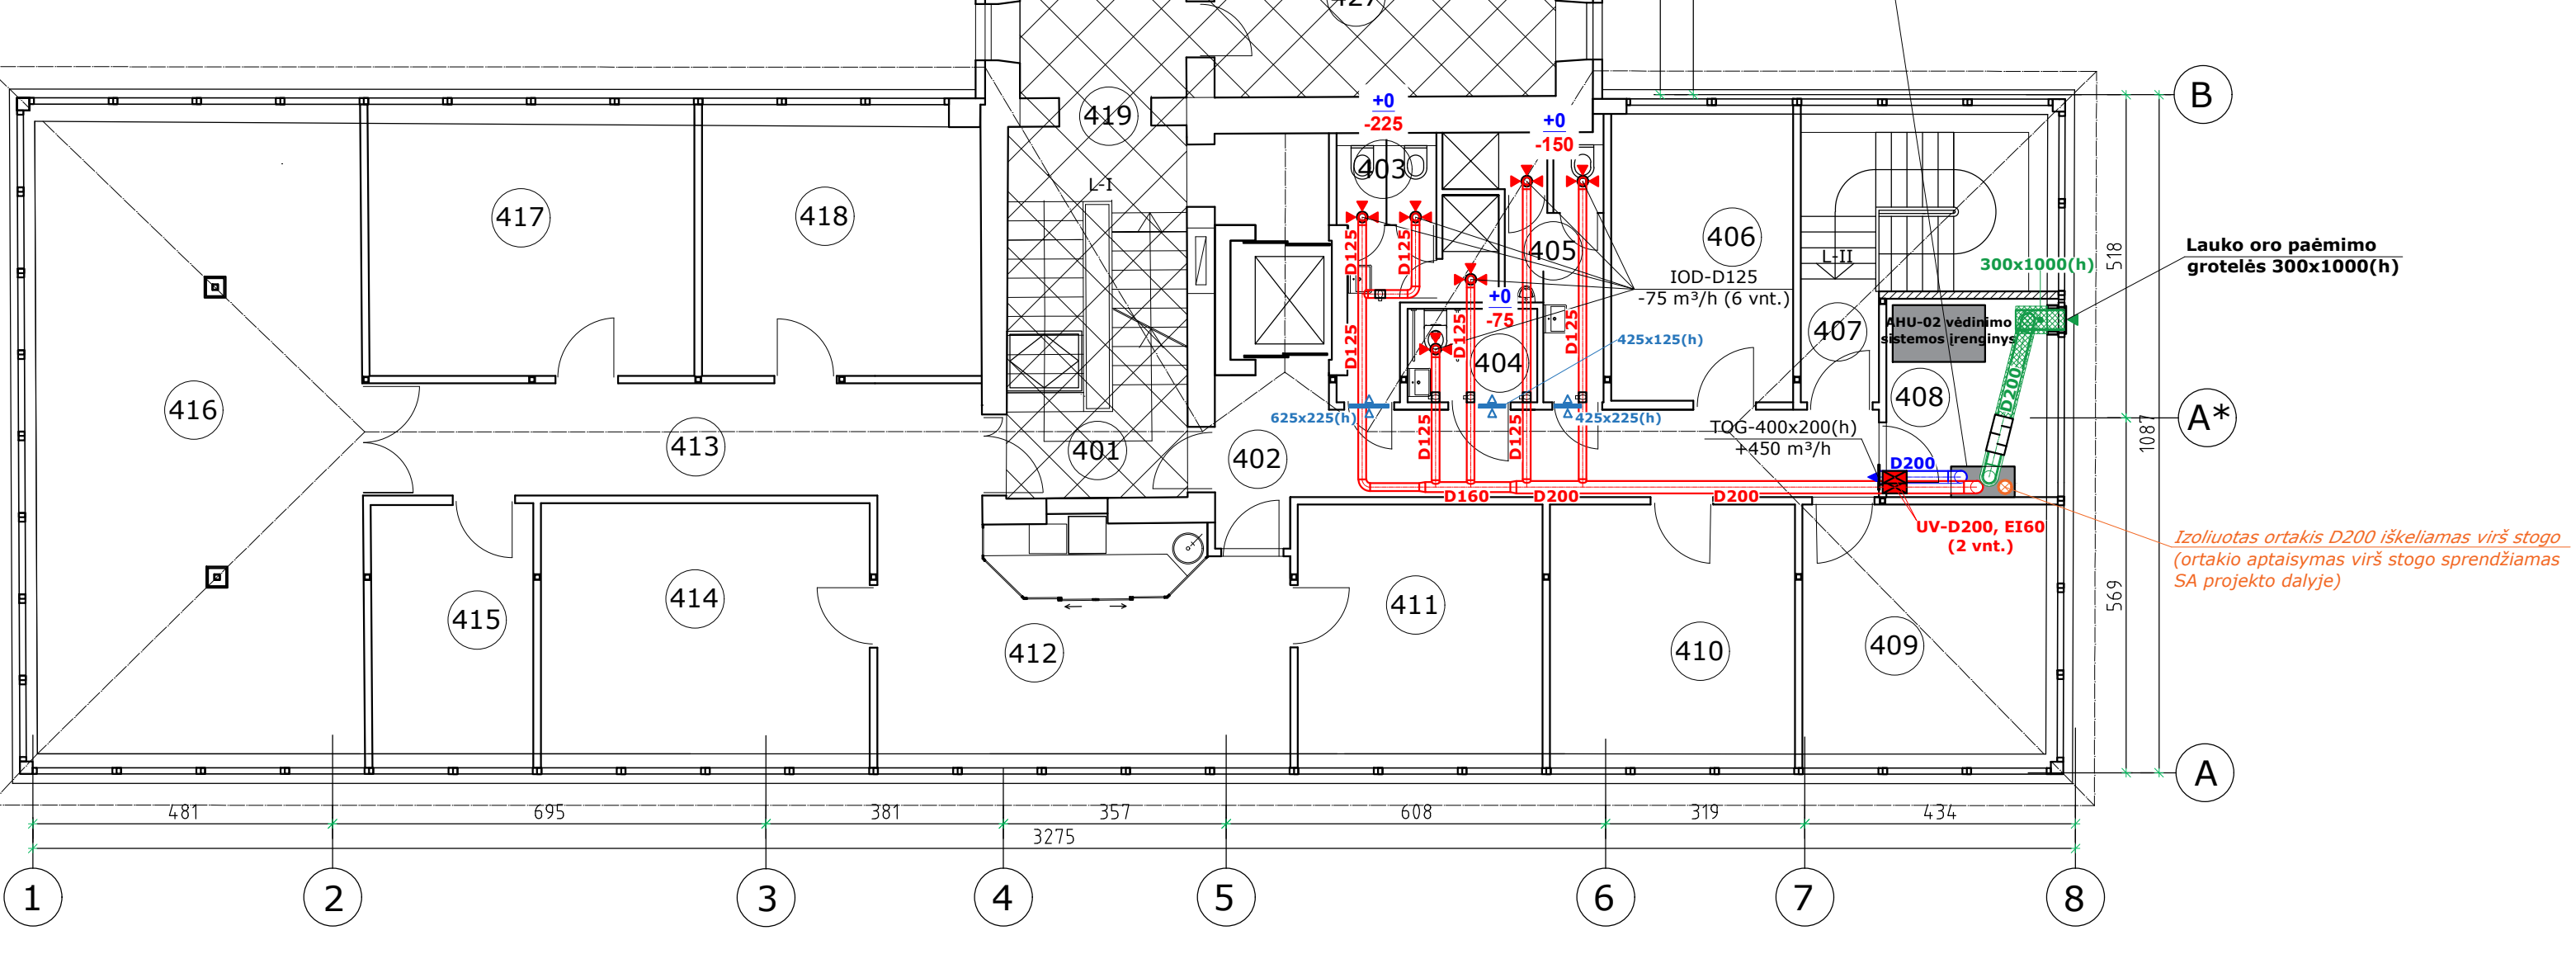 427
B
419
+0
-225
+0
-150
403
L-I
417
418
405
406
IOD-D125
-75 m³/h (6 vnt.)
L-II
518
300x1000(h)
Lauko oro paėmimo
grotelės 300x1000(h)
D125
D125
D125
+0
-75
D125
D125
404
425x125(h)
407
AHU-02 vėdinimo
sistemos įrenginys
408
D200
416
413
401
402
625x225(h)
D125
D125
425x225(h)
TOG-400x200(h)
+450 m³/h
A*
1087
D200
D160
D200
D200
UV-D200, EI60
(2 vnt.)
Izoliuotas ortakis D200 iškeliamas virš stogo
(ortakio aptaisymas virš stogo sprendžiamas
SA projekto dalyje)
415
414
412
411
410
409
569
A
481
695
381
357
608
319
434
3275
1
2
3
4
5
6
7
8